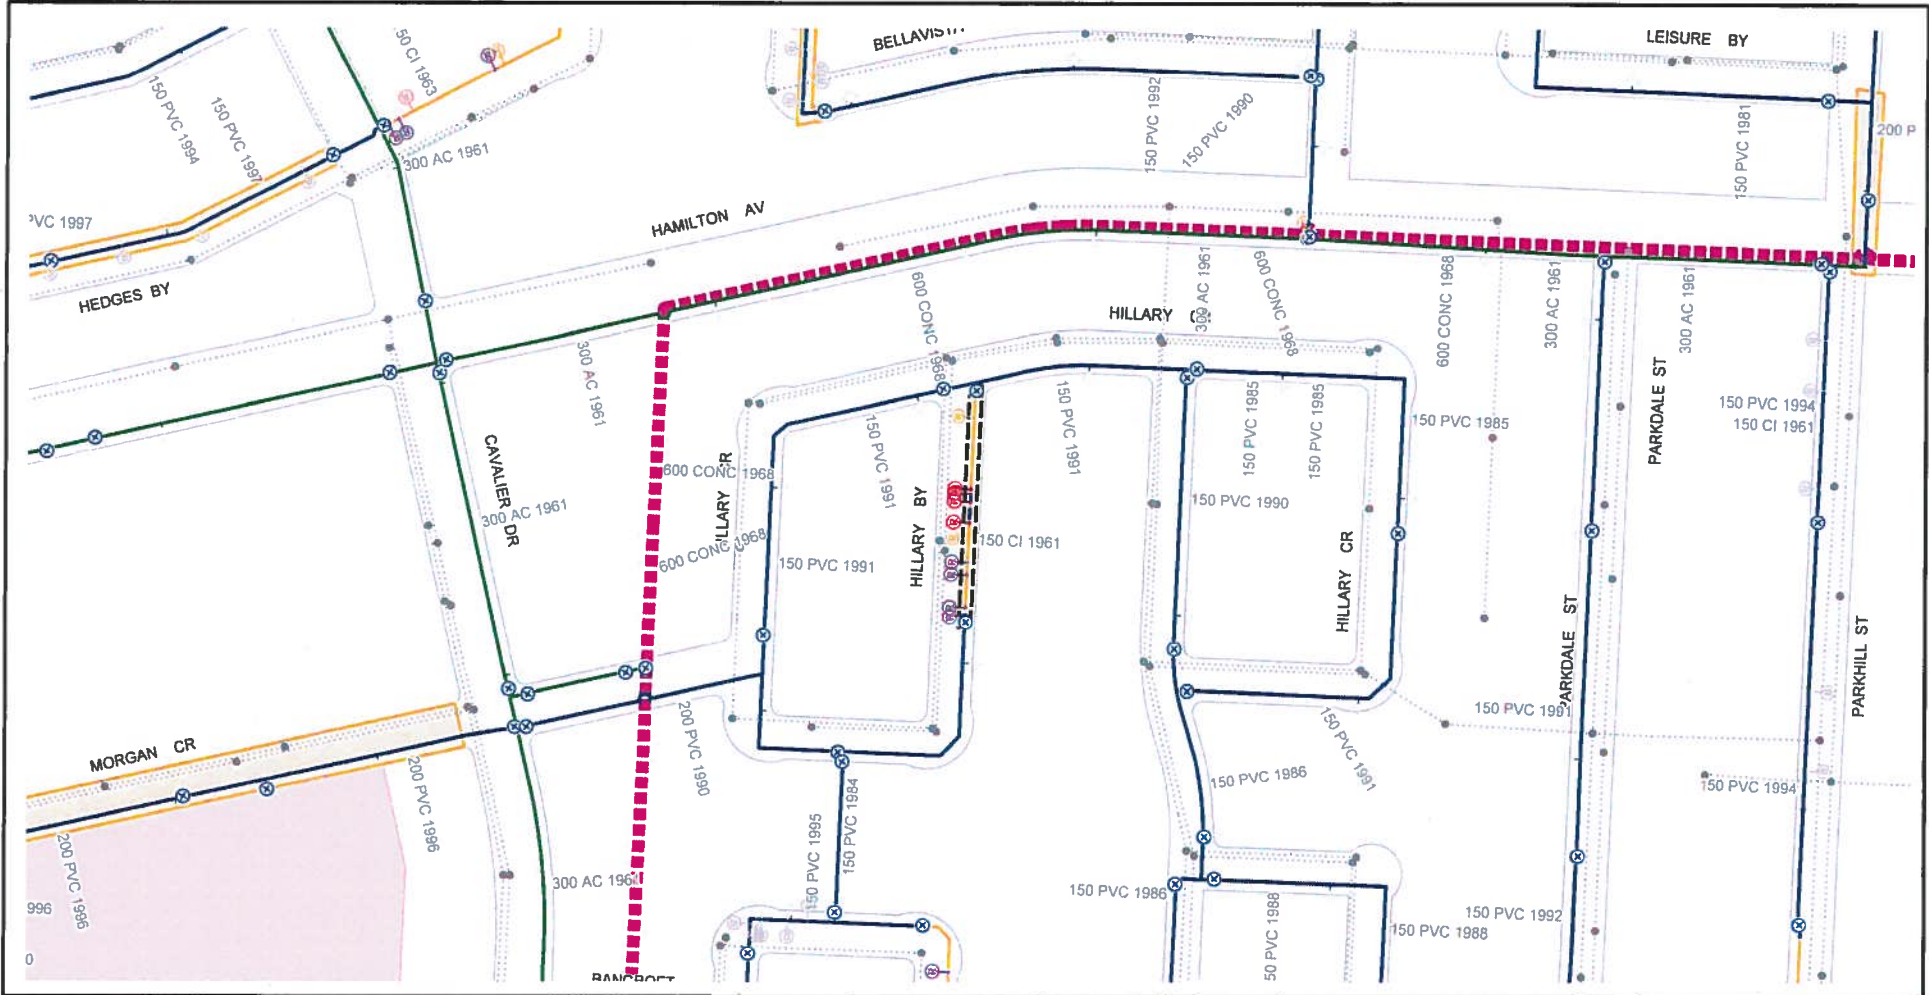 50 CI 1963
BELLAVISTA
LEISURE BY
150 PVC 1994
150 PVC 1997
150 PVC 1992
150 PVC 1990
150 PVC 1981
200 P
300 AC 1961
PVC 1997
HAMILTON AV
HEDGES BY
600 CONC 1968
300 AC 1961
600 CONC 1968
600 CONC 1968
300 AC 1961
300 AC 1961
HILLARY
300 AC 1961
PARKDALE ST
150 PVC 1991
150 PVC 1991
150 PVC 1985
150 PVC 1985
150 PVC 1985
150 PVC 1994
150 CI 1961
CAVALIER DR
300 AC 1961
600 CONC 1968
ILLARY CR
600 CONC 1968
150 PVC 1991
HILLARY BY
150 CI 1961
150 PVC 1990
HILLARY CR
PARKDALE ST
PARKHILL ST
MORGAN CR
200 PVC 1990
150 PVC 1991
150 PVC 1991
200 PVC 1996
150 PVC 1984
150 PVC 1986
150 PVC 1994
200 PVC 1996
150 PVC 1995
300 AC 196
150 PVC 1986
50 PVC 1988
150 PVC 1992
150 PVC 1988
996
0
BANCROFT